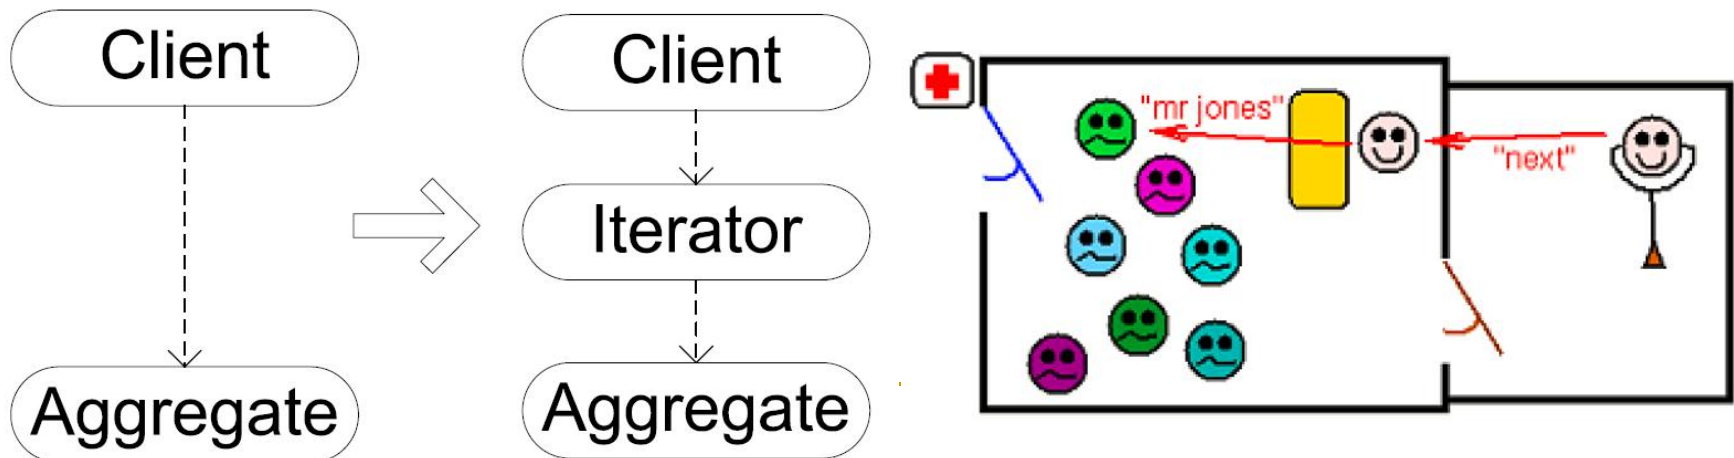 Client
Aggregate
Client
Iterator
Aggregate
"mr jones"
"next"